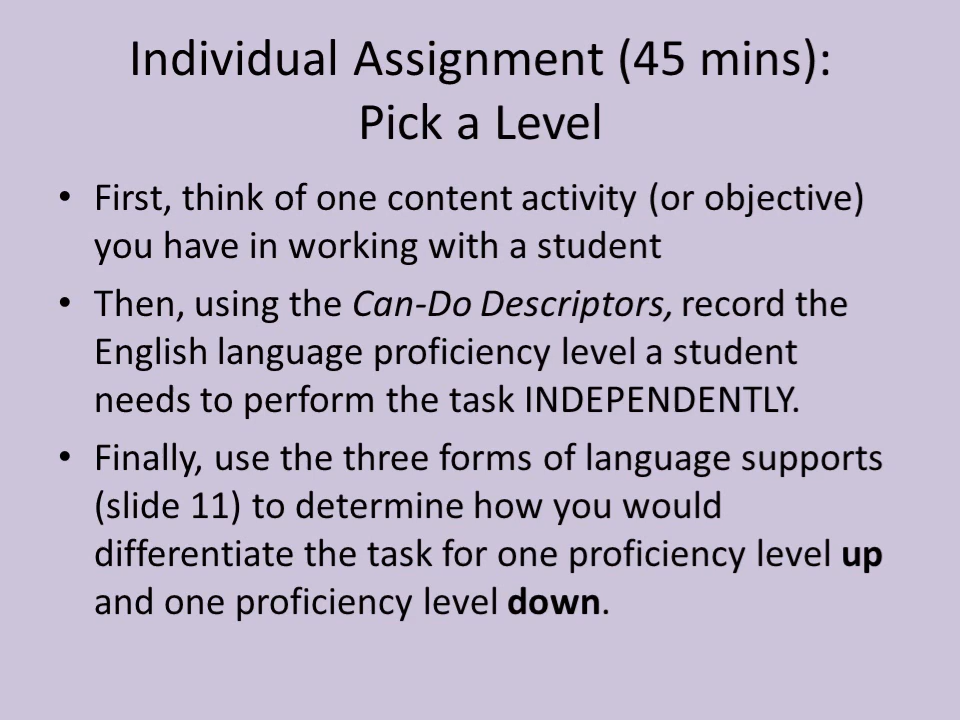 Individual Assignment (45 mins):
Pick a Level
• First, think of one content activity (or objective)
you have in working with a student
• Then, using the Can-Do Descriptors, record the
English language proficiency level a student
needs to perform the task INDEPENDENTLY.
• Finally, use the three forms of language supports
(slide 11) to determine how you would
differentiate the task for one proficiency level up
and one proficiency level down.